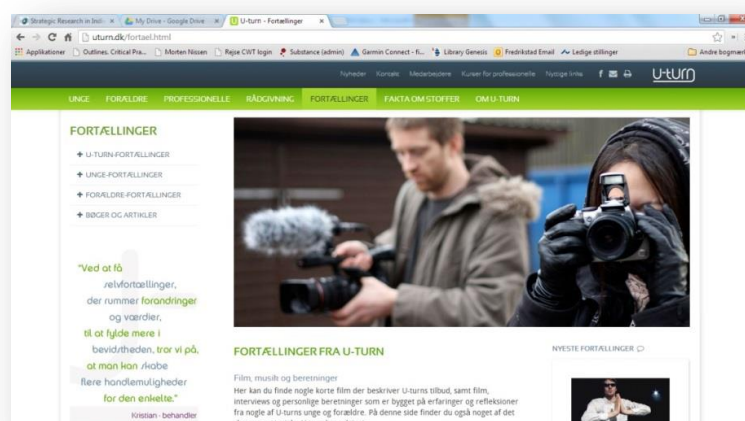 Strategic Research in Indi
My Drive - Google Drive
U-turn - Fortællinger
uturn.dk/fortael.html
Applikationer
Outlines. Critical Pra...
Morten Nissen
Rejse CWT login
Substance (admin)
Garmin Connect - fi...
Library Genesis
Fredrikstad Email
Ledige stillinger
Andre bogmærk
Nyheder Kontakt Medarbejdere Kurser for professionelle Nyttige links
U-turn
UNGE FORÆLDRE PROFESSIONELLE RÅDGIVNING FORTÆLLINGER FAKTA OM STOFFER OM U-TURN
FORTÆLLINGER
+ U-TURN-FORTÆLLINGER
+ UNGE-FORTÆLLINGER
+ FORÆLDRE-FORTÆLLINGER
+ BØGER OG ARTIKLER
"Ved at få
selvfortællinger,
der rummer forandringer
og værdier,
til at fylde mere i
bevidstheden, tror vi på,
at man kan skabe
flere handlemuligheder
for den enkelte."
Kristian - behandler
FORTÆLLINGER FRA U-TURN
Film, musik og beretninger
Her kan du finde nogle korte film der beskriver U-turns tilbud, samt film,
interviews og personlige beretninger som er bygget på erfaringer og refleksioner
fra nogle af U-turns unge og forældre. På denne side finder du også noget af det
NYESTE FORTÆLLINGER